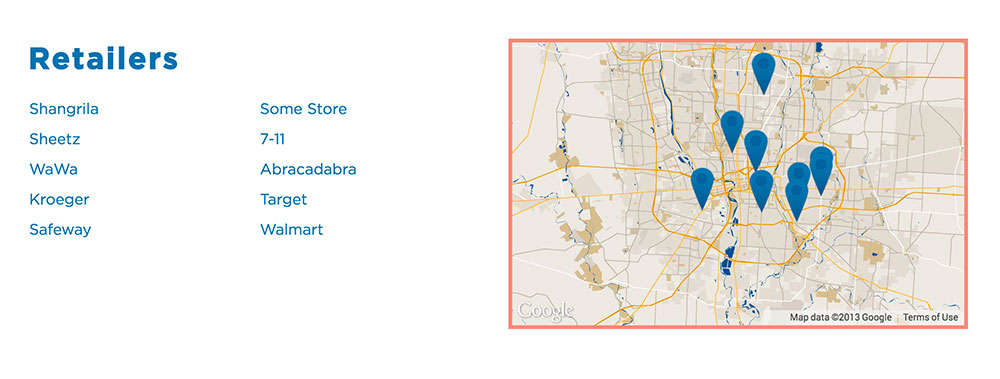 Retailers
Shangrila
Sheetz
WaWa
Kroeger
Safeway
Some Store
7-11
Abracadabra
Target
Walmart
Google
Map data ©2013 Google
Terms of Use